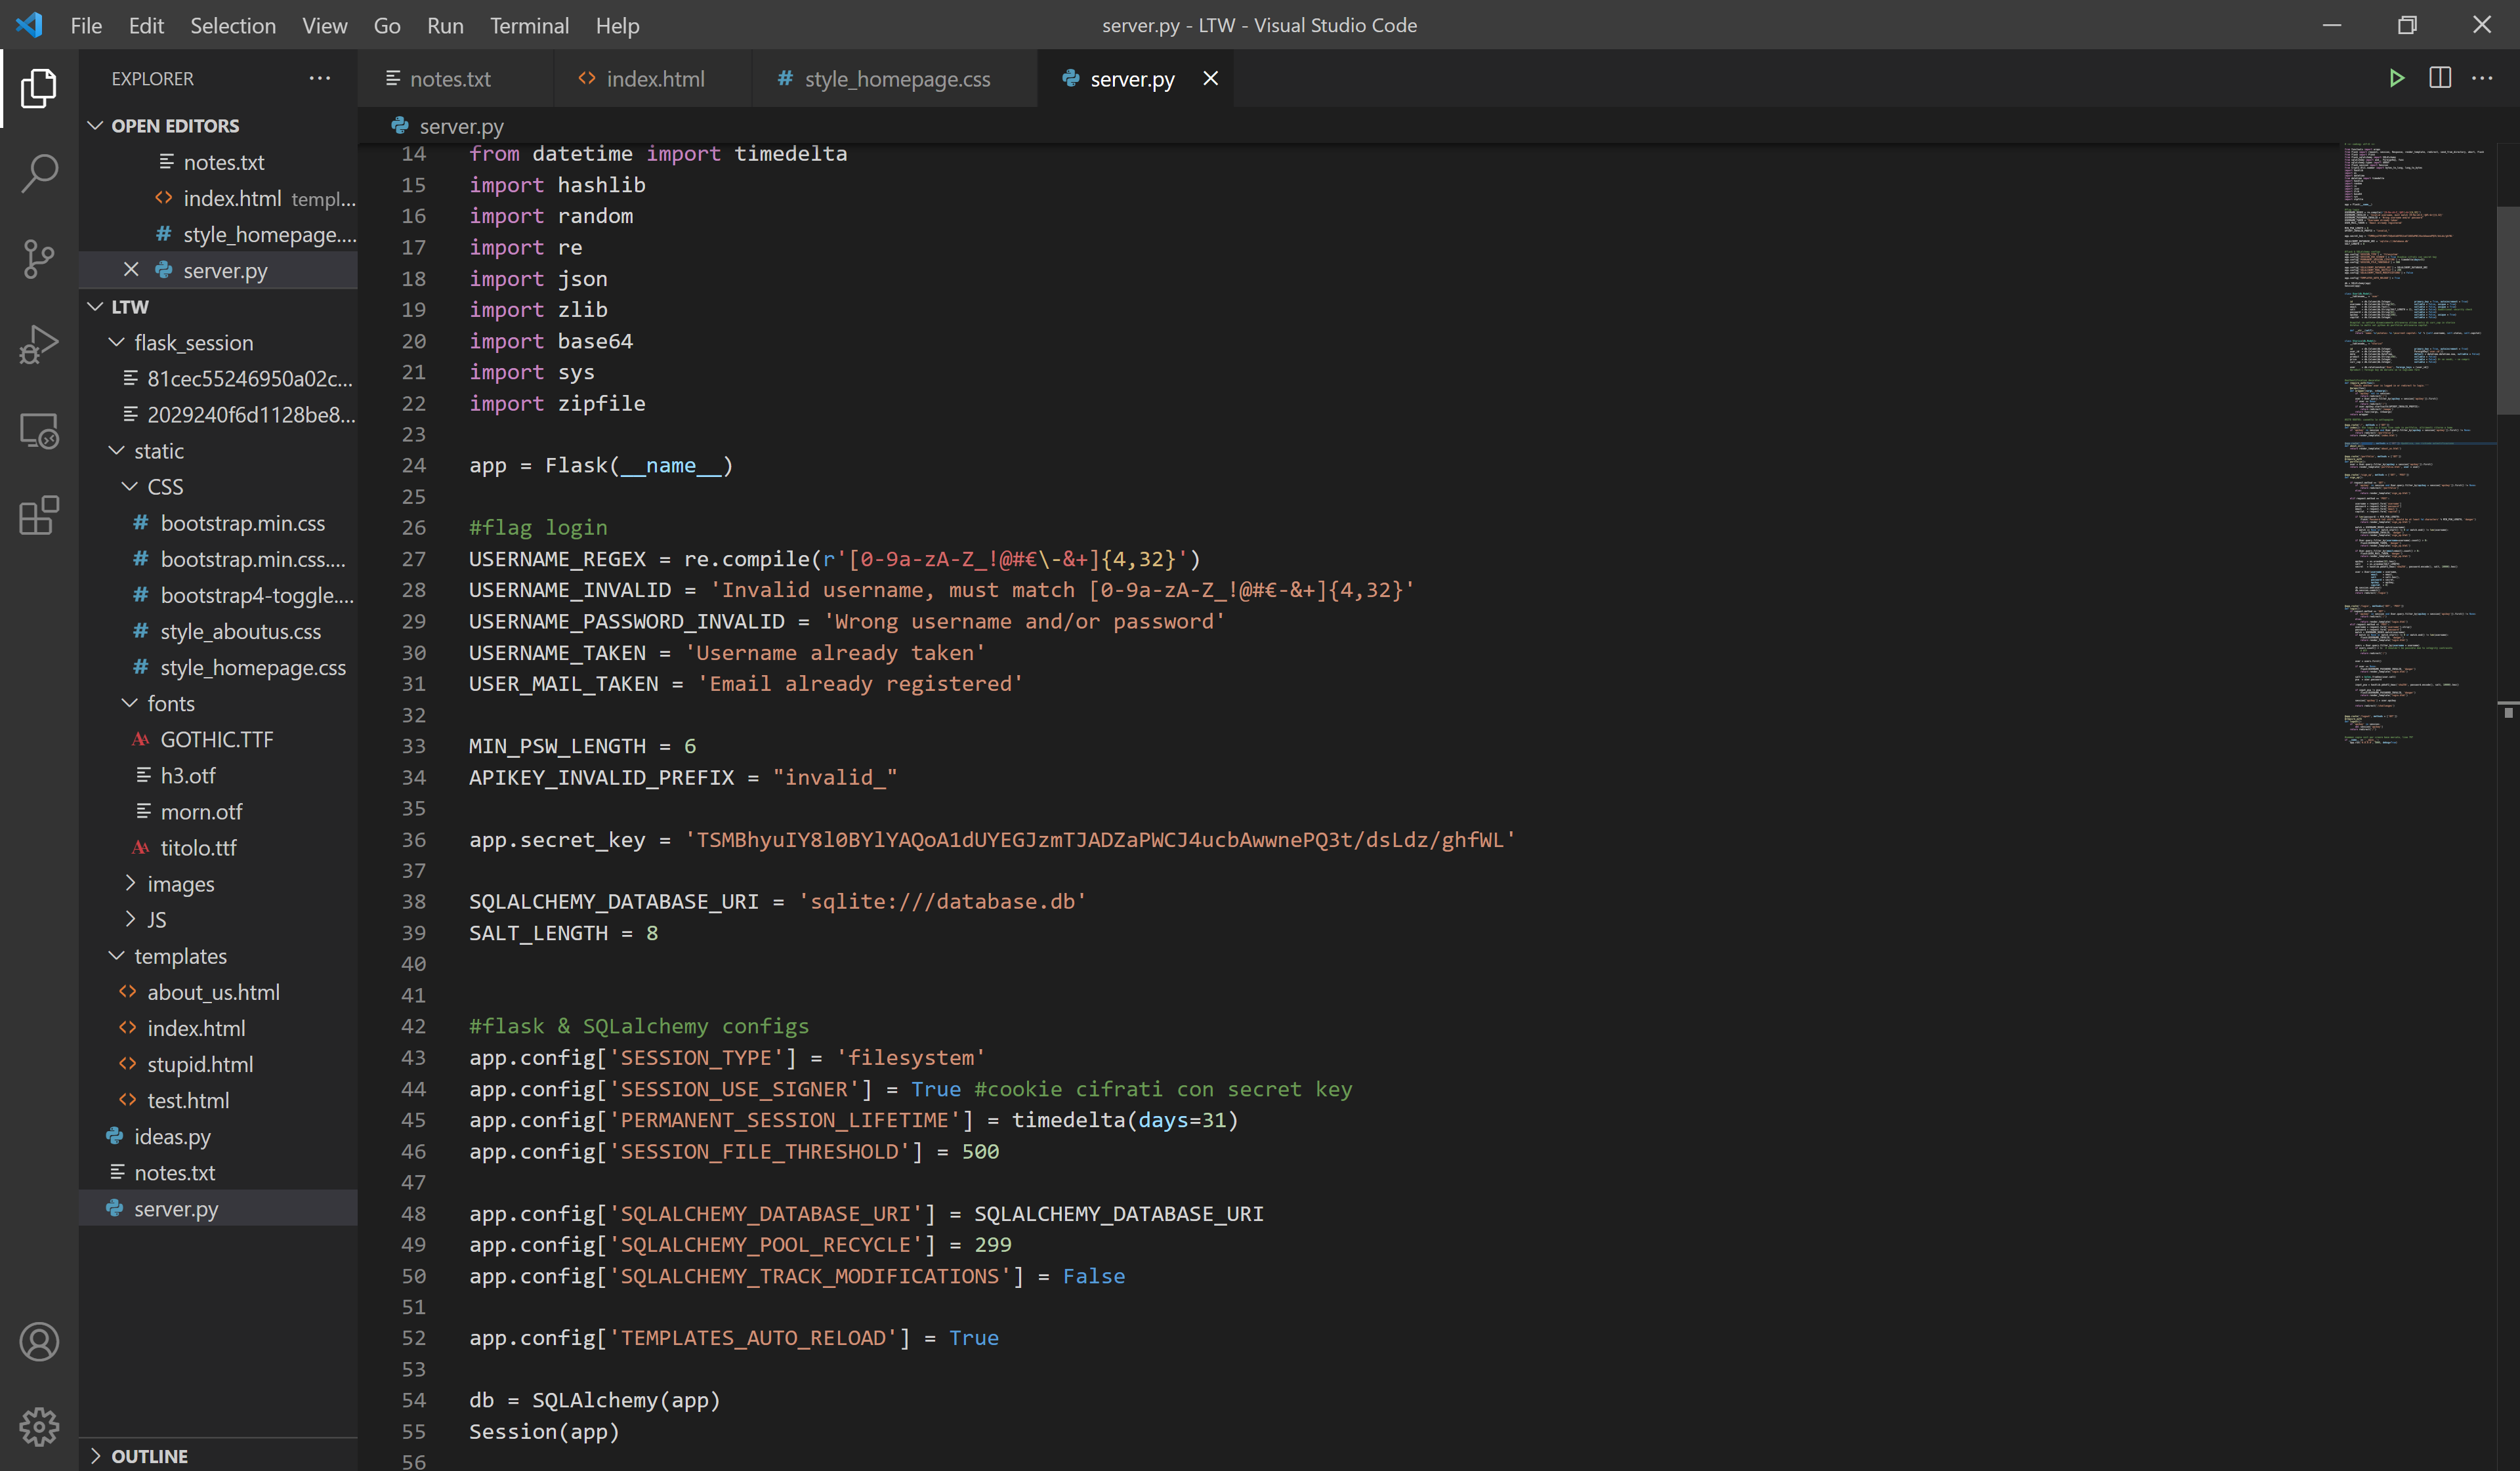 File Edit Selection View Go Run Terminal Help
server.py - LTW - Visual Studio Code
EXPLORER
OPEN EDITORS
notes.txt
index.html templ...
style_homepage....
server.py
LTW
flask_session
81cec55246950a02c...
2029240f6d1128be8...
static
CSS
bootstrap.min.css
bootstrap.min.css....
bootstrap4-toggle....
style_aboutus.css
style_homepage.css
fonts
GOTHIC.TTF
h3.otf
morn.otf
titolo.ttf
images
JS
templates
about_us.html
index.html
stupid.html
test.html
ideas.py
notes.txt
server.py
OUTLINE
notes.txt index.html style_homepage.css server.py
server.py
14 from datetime import timedelta
15 import hashlib
16 import random
17 import re
18 import json
19 import zlib
20 import base64
21 import sys
22 import zipfile
23
24 app = Flask(__name__)
25
26 #flag login
27 USERNAME_REGEX = re.compile(r'[0-9a-zA-Z_!@#€\-&+]{4,32}')
28 USERNAME_INVALID = 'Invalid username, must match [0-9a-zA-Z_!@#€-&+]{4,32}'
29 USERNAME_PASSWORD_INVALID = 'Wrong username and/or password'
30 USERNAME_TAKEN = 'Username already taken'
31 USER_MAIL_TAKEN = 'Email already registered'
32
33 MIN_PSW_LENGTH = 6
34 APIKEY_INVALID_PREFIX = "invalid_"
35
36 app.secret_key = 'TSMBhyuIY8l0BYlYAQoA1dUYEGJzmTJADZaPWCJ4ucbAwwnePQ3t/dsLdz/ghfWL'
37
38 SQLALCHEMY_DATABASE_URI = 'sqlite:///database.db'
39 SALT_LENGTH = 8
40
41
42 #flask & SQLalchemy configs
43 app.config['SESSION_TYPE'] = 'filesystem'
44 app.config['SESSION_USE_SIGNER'] = True #cookie cifrati con secret key
45 app.config['PERMANENT_SESSION_LIFETIME'] = timedelta(days=31)
46 app.config['SESSION_FILE_THRESHOLD'] = 500
47
48 app.config['SQLALCHEMY_DATABASE_URI'] = SQLALCHEMY_DATABASE_URI
49 app.config['SQLALCHEMY_POOL_RECYCLE'] = 299
50 app.config['SQLALCHEMY_TRACK_MODIFICATIONS'] = False
51
52 app.config['TEMPLATES_AUTO_RELOAD'] = True
53
54 db = SQLAlchemy(app)
55 Session(app)
56